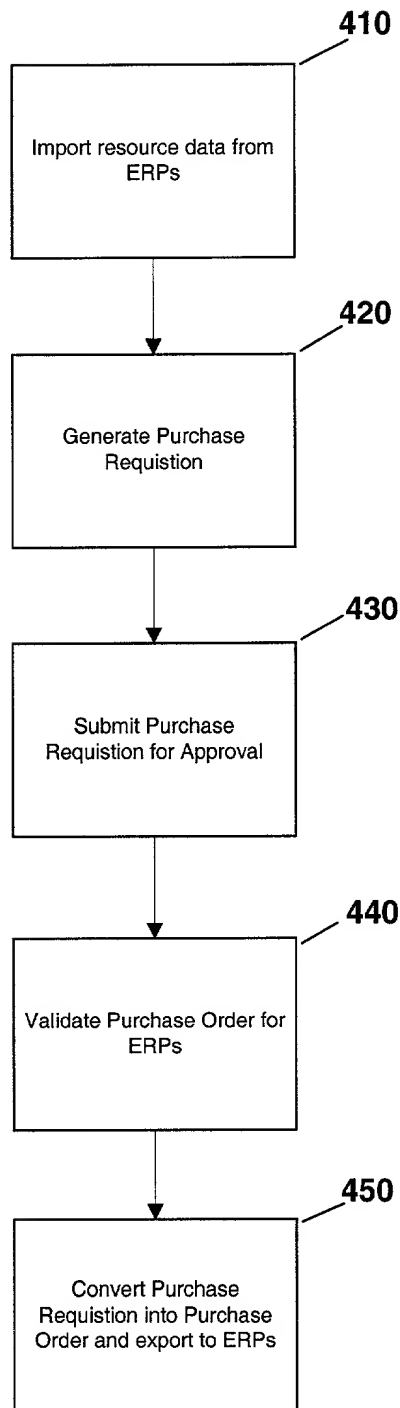 410
Import resource data from
ERPs
420
Generate Purchase
Requistion
430
Submit Purchase
Requistion for Approval
440
Validate Purchase Order for
ERPs
450
Convert Purchase
Requistion into Purchase
Order and export to ERPs